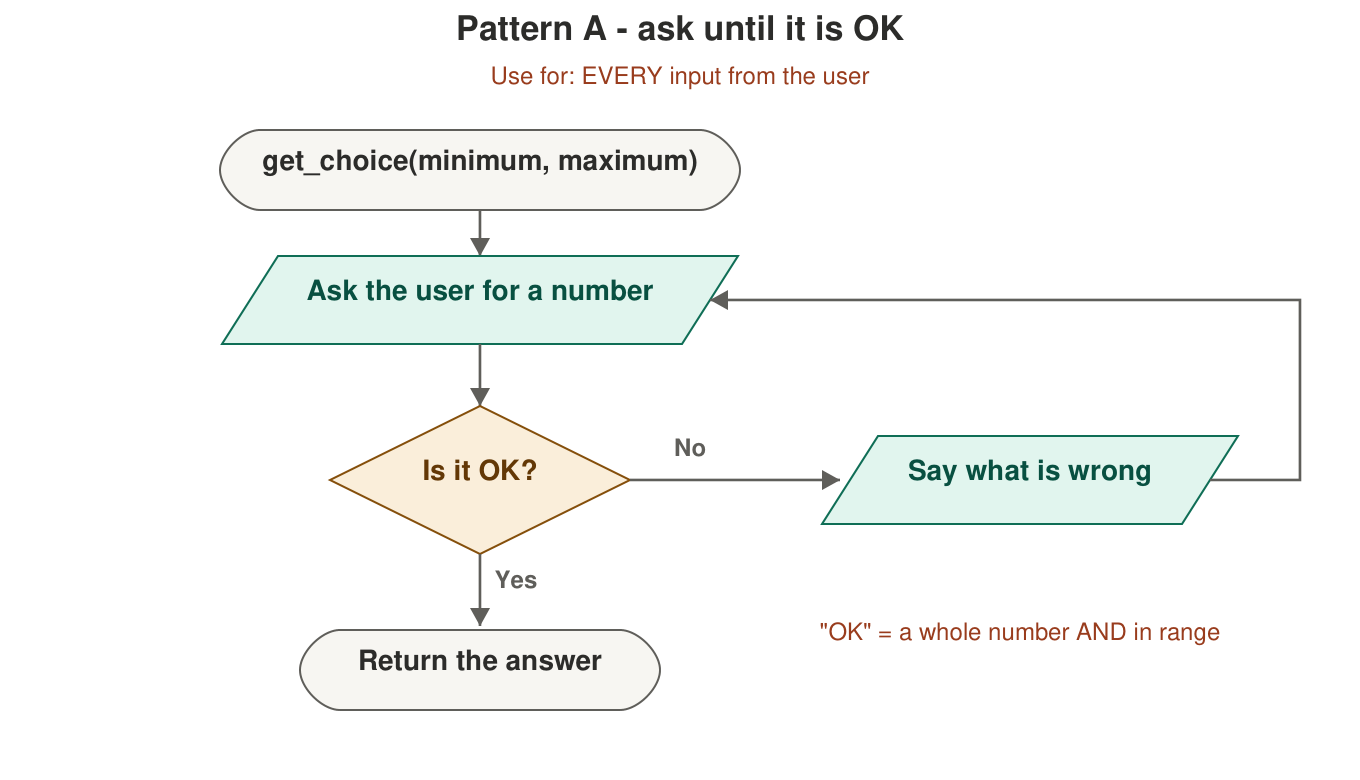 Pattern A - ask until it is OK
Use for: EVERY input from the user
get_choice(minimum, maximum)
Ask the user for a number
Is it OK?
No
Say what is wrong
Yes
"OK" = a whole number AND in range
Return the answer